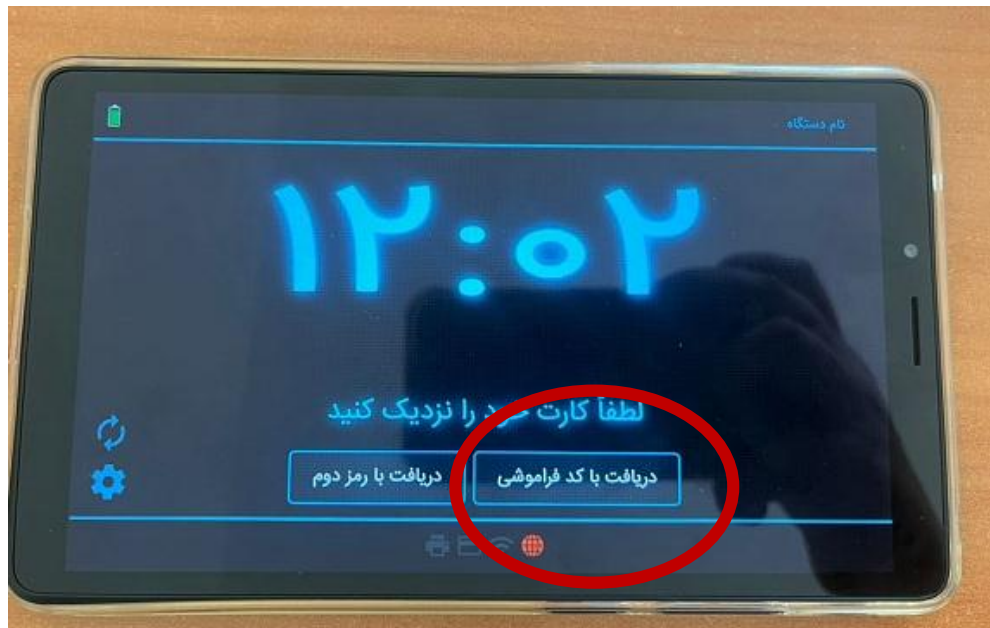 نام دستگاه
۱۲:۰۲
لطفاً کارت خود را نزدیک کنید
دریافت با کد فراموشی
دریافت با رمز دوم